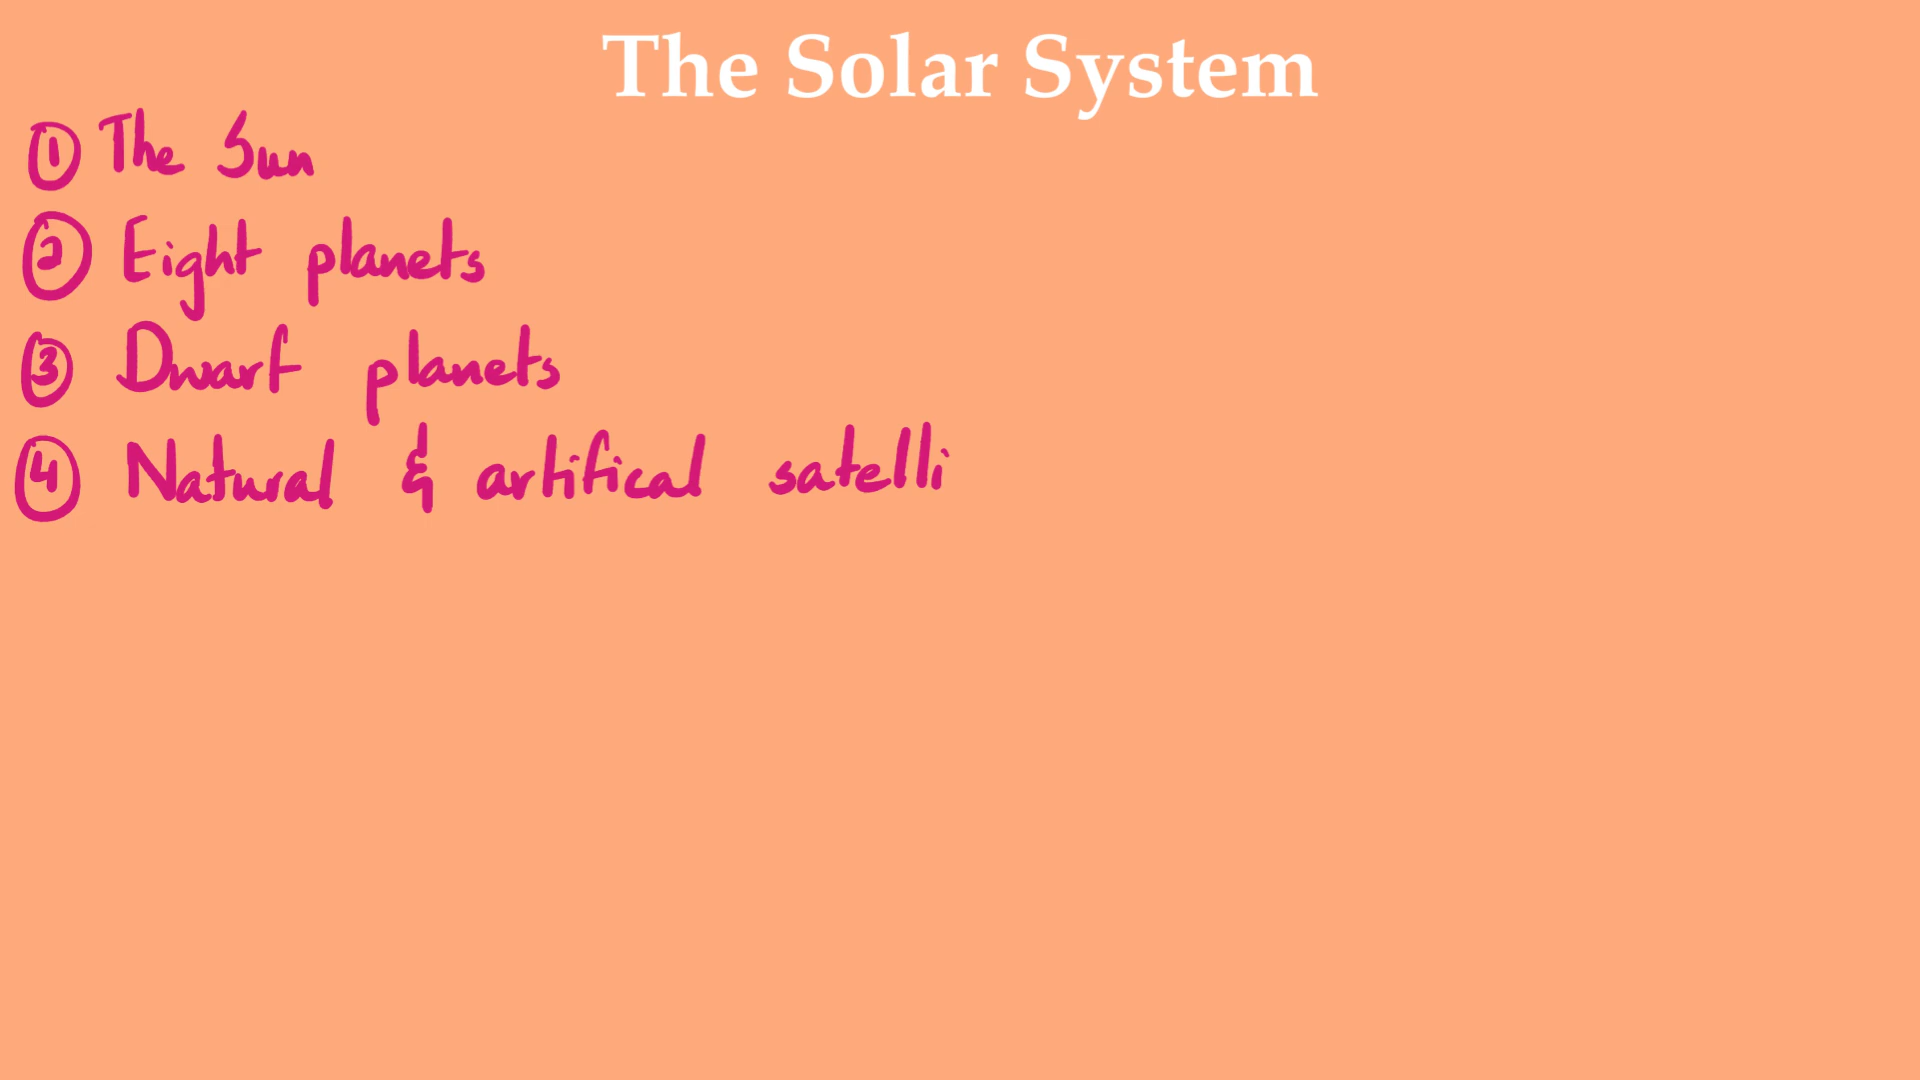 The Solar System
① The Sun
② Eight planets
③ Dwarf planets
④ Natural & artifical satelli